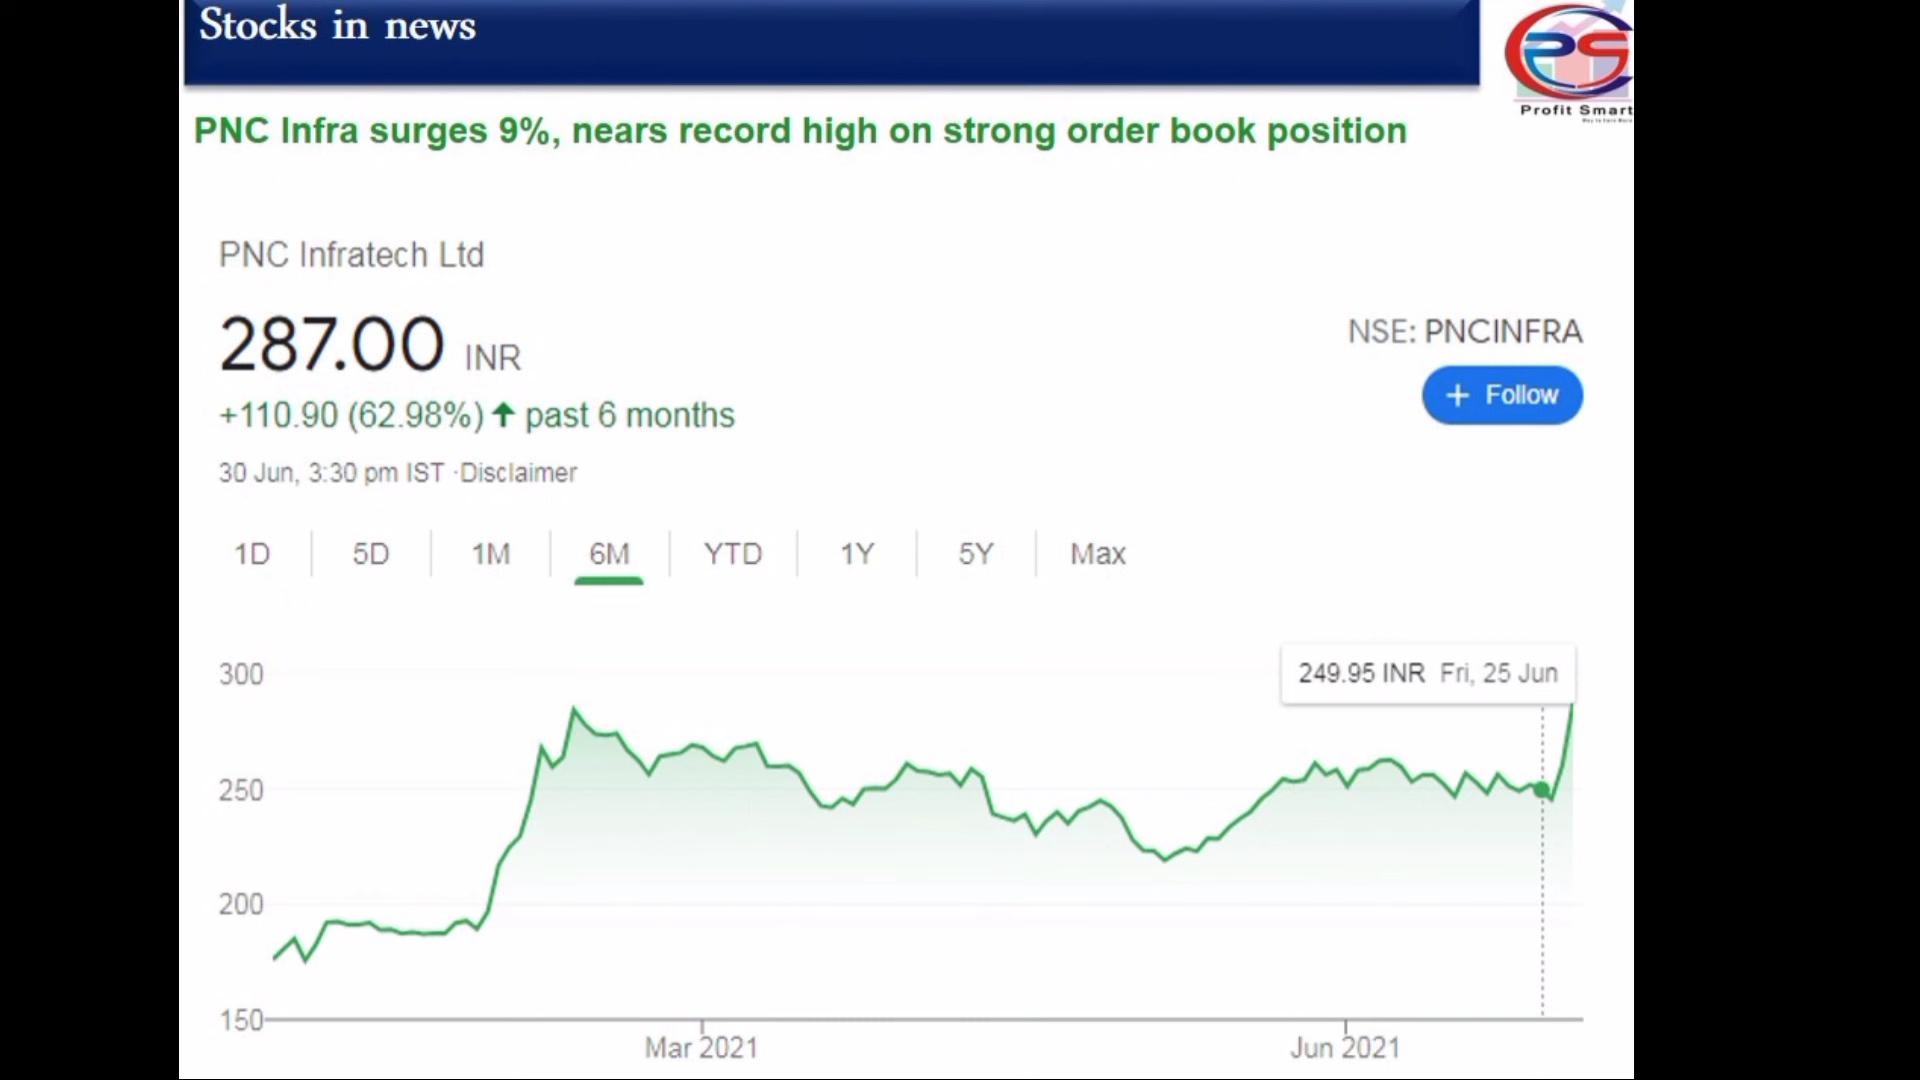 Stocks in news
Profit Smart
PNC Infra surges 9%, nears record high on strong order book position
PNC Infratech Ltd
287.00 INR
NSE: PNCINFRA
+ Follow
+110.90 (62.98%) ↑ past 6 months
30 Jun, 3:30 pm IST ·Disclaimer
1D 5D 1M 6M YTD 1Y 5Y Max
249.95 INR Fri, 25 Jun
300
250
200
150
Mar 2021 Jun 2021